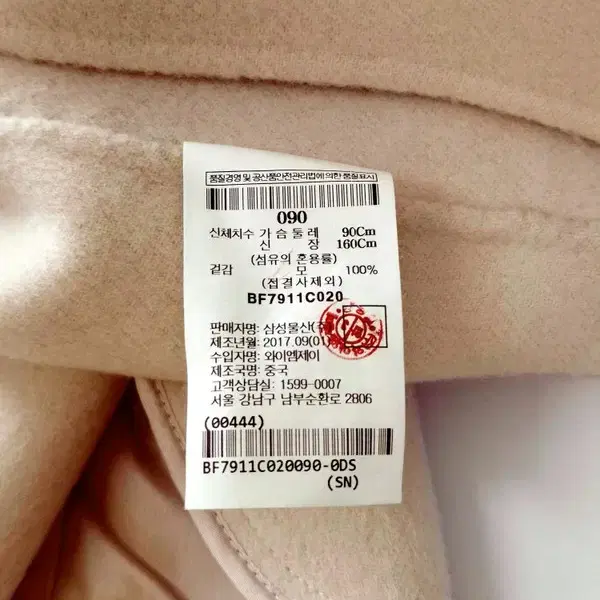 품질경영 및 공산품안전관리법에 의한 품질표시
090
신체치수 가 슴 둘 레 90Cm
신 장 160Cm
(섬유의 혼용률)
겉감 모 100%
(접결사제외)
BF7911C020
판매자명: 삼성물산(주)
제조년월: 2017.09(01)
수입자명: 와이엠제이
제조국명: 중국
고객상담실: 1599-0007
서울 강남구 남부순환로 2806
(00444)
BF7911C020090-0DS
(SN)